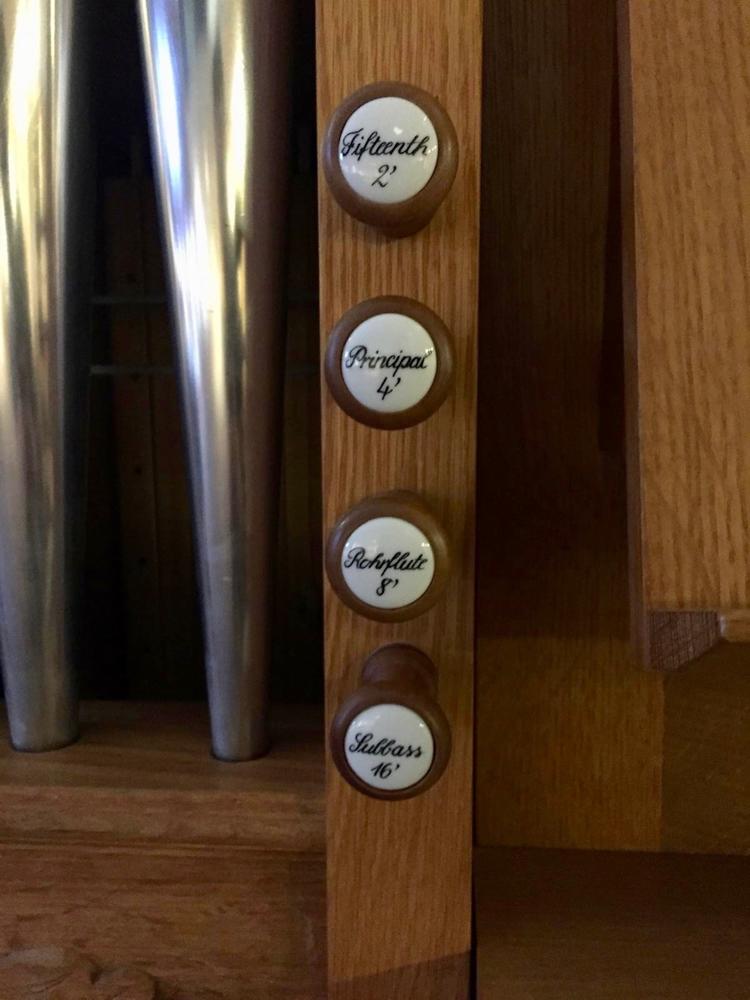 Fifteenth
2'
Principal
4'
Rohrflute
8'
Subbass
16'